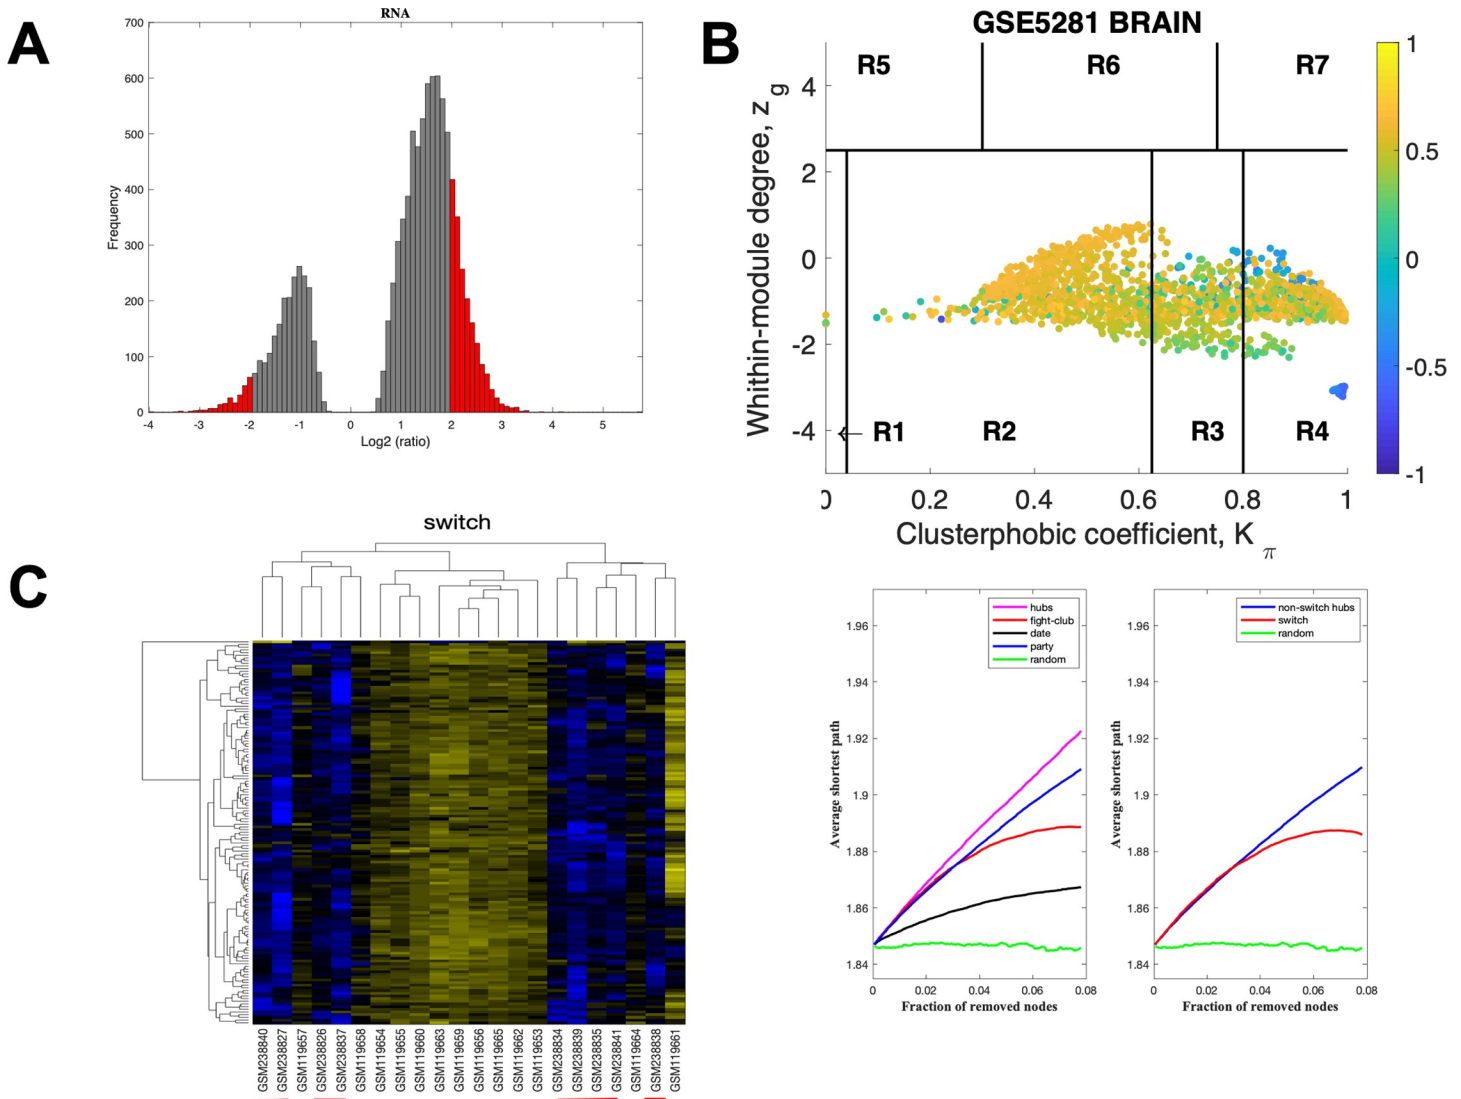 A
RNA
700
600
500
400
300
200
100
0
Frequency
-4 -3 -2 -1 0 1 2 3 4 5
Log2 (ratio)
B
GSE5281 BRAIN
R5 R6 R7
4
2
0
-2
-4
Whithin-module degree, z g
R1 R2 R3 R4
0 0.2 0.4 0.6 0.8 1
Clusterphobic coefficient, K π
1
0.5
0
-0.5
-1
C
switch
GSM238840
GSM238827
GSM119657
GSM238826
GSM238837
GSM119658
GSM119654
GSM119655
GSM119660
GSM119663
GSM119659
GSM119656
GSM119665
GSM119662
GSM119653
GSM238834
GSM238839
GSM238835
GSM238841
GSM119664
GSM238838
GSM119661
hubs
fight-club
date
party
random
1.96
1.94
1.92
1.9
1.88
1.86
1.84
Average shortest path
0 0.02 0.04 0.06 0.08
Fraction of removed nodes
non-switch hubs
switch
random
1.96
1.94
1.92
1.9
1.88
1.86
1.84
Average shortest path
0 0.02 0.04 0.06 0.08
Fraction of removed nodes